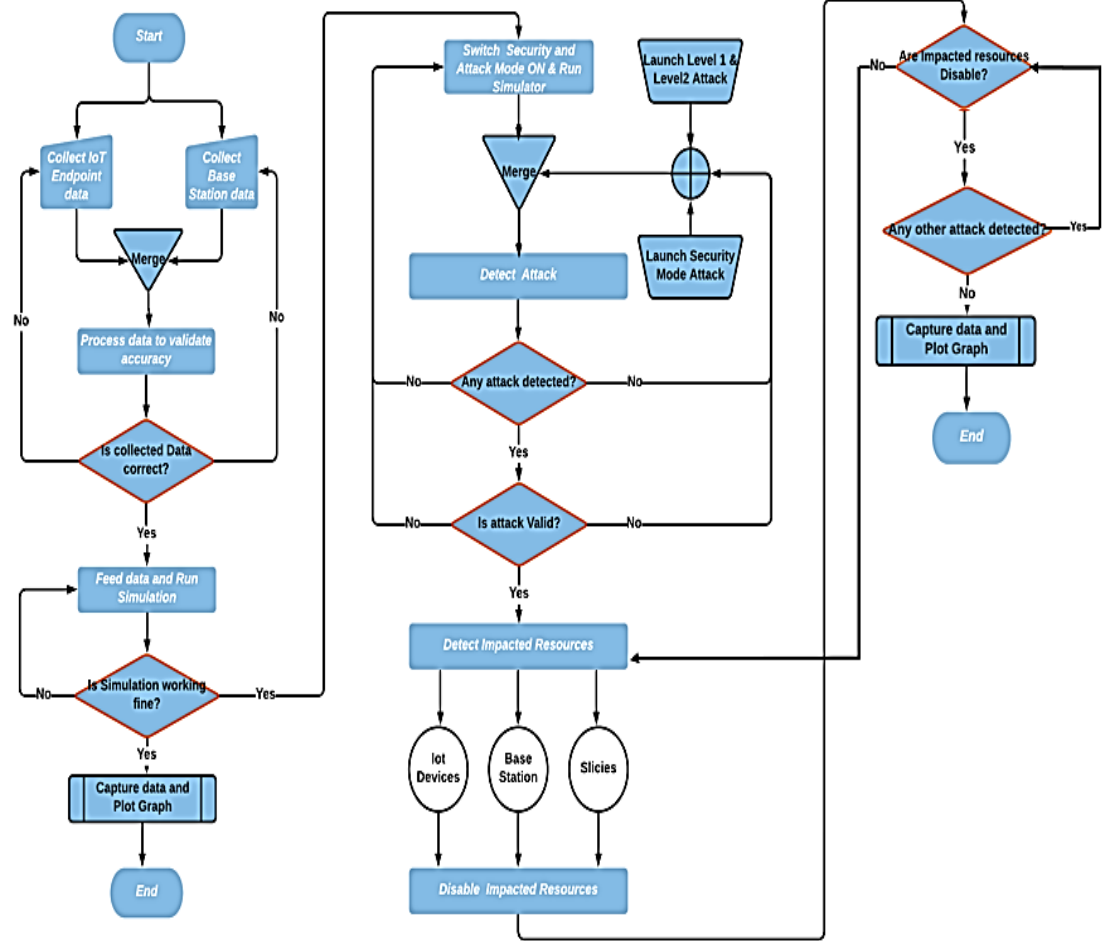 Start
Collect IoT
Endpoint
data
Collect
Base
Station data
Merge
No
No
Process data to validate
accuracy
Is collected Data
correct?
Yes
Feed data and Run
Simulation
Is Simulation working
fine?
No
Yes
Yes
Capture data and
Plot Graph
End
Switch Security and
Attack Mode ON & Run
Simulator
Launch Level 1 &
Level2 Attack
Merge
Launch Security
Mode Attack
Detect Attack
Any attack detected?
No
No
Yes
Is attack Valid?
No
No
Yes
Detect Impacted Resources
Iot
Devices
Base
Station
Slicies
Disable Impacted Resources
Are Impacted resources
Disable?
No
Yes
Any other attack detected?
Yes
No
Capture data and
Plot Graph
End